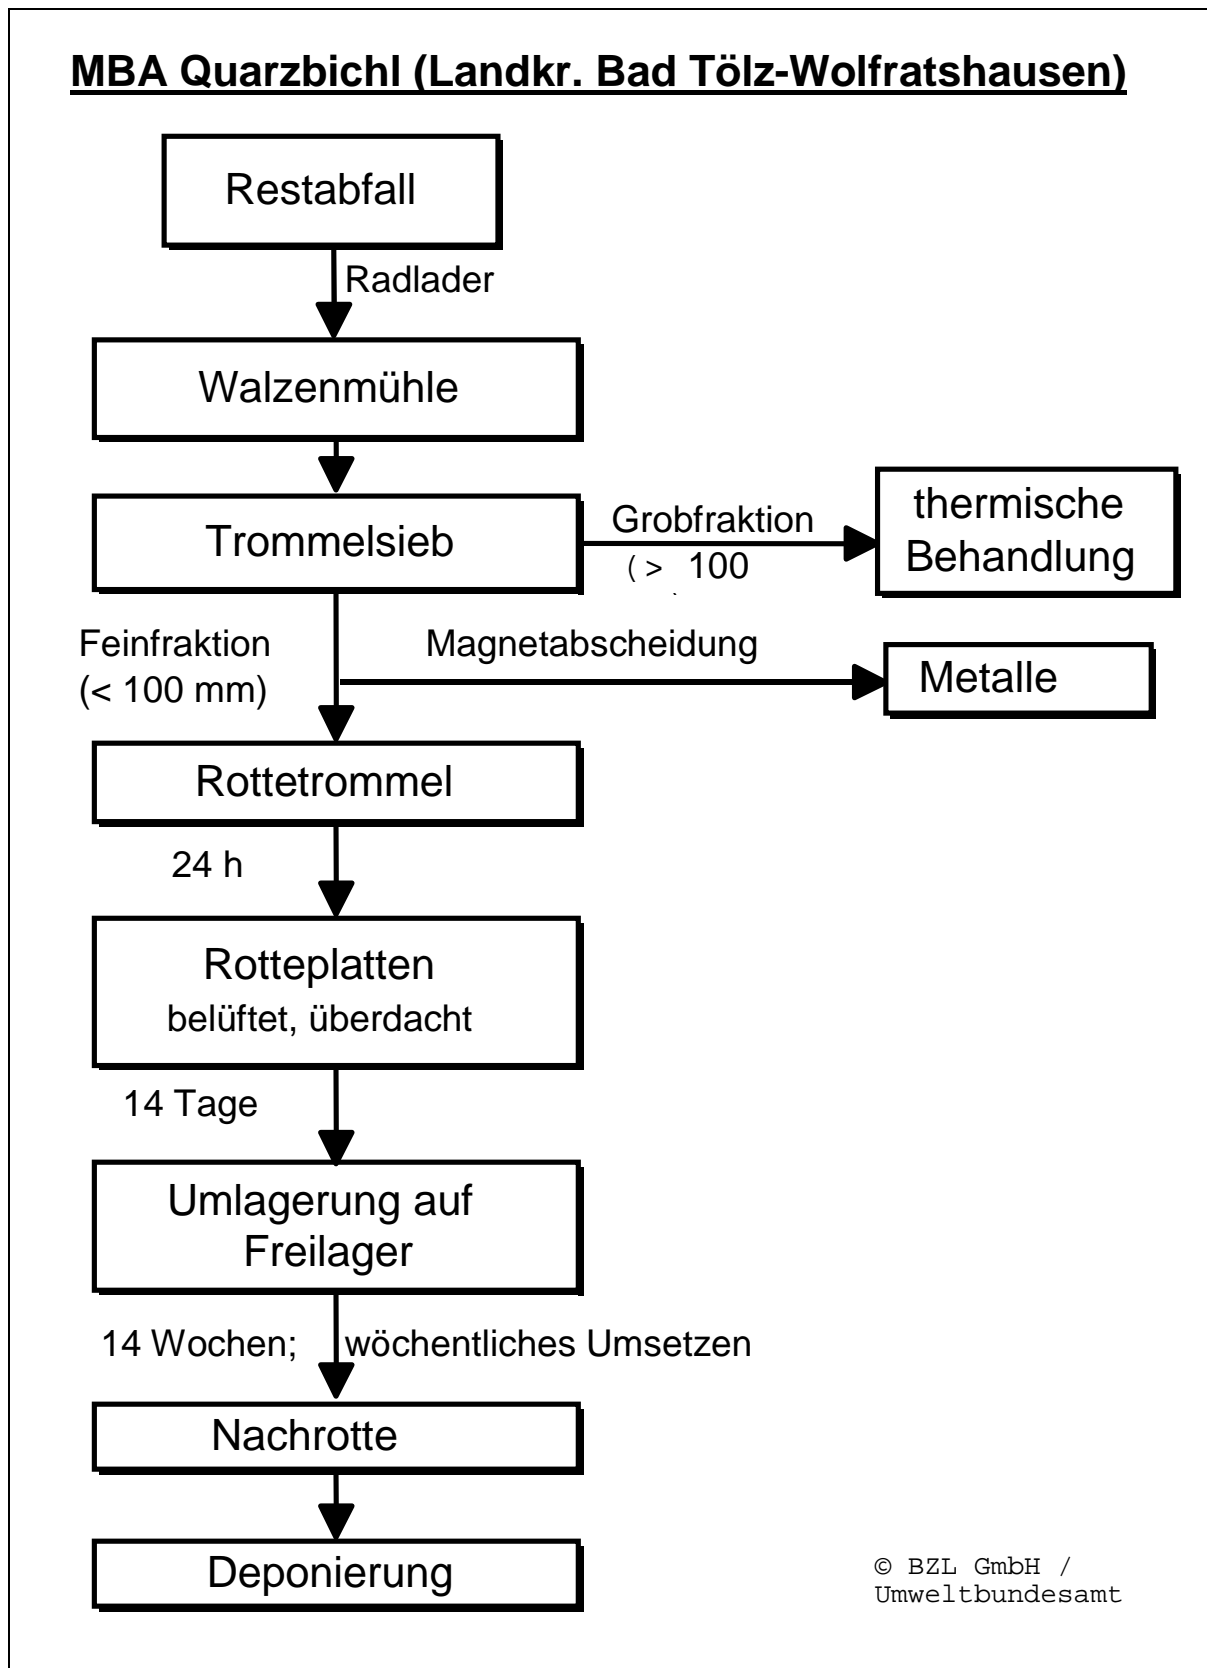 MBA Quarzbichl (Landkr. Bad Tölz-Wolfratshausen)
Restabfall
Radlader
Walzenmühle
Trommelsieb
Grobfraktion
( > 100
thermische
Behandlung
Feinfraktion
(< 100 mm)
Magnetabscheidung
Metalle
Rottetrommel
24 h
Rotteplatten
belüftet, überdacht
14 Tage
Umlagerung auf
Freilager
14 Wochen; wöchentliches Umsetzen
Nachrotte
Deponierung
© BZL GmbH /
Umweltbundesamt